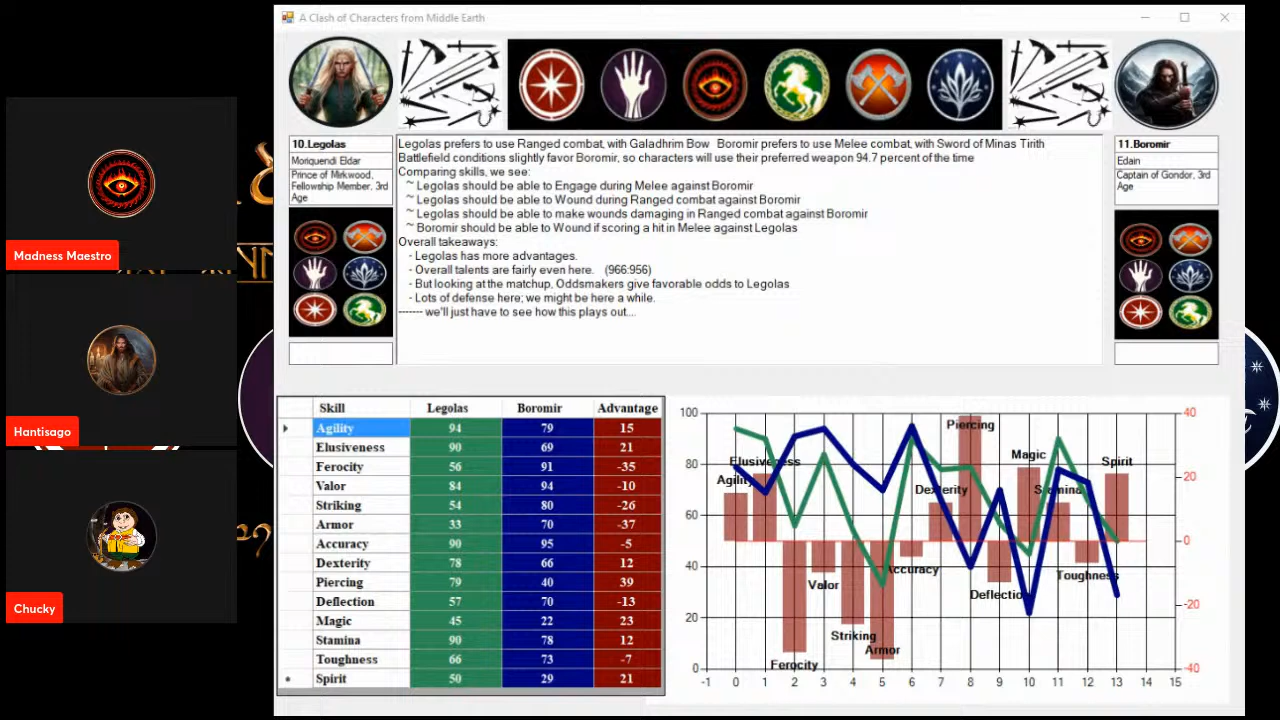 A Clash of Characters from Middle Earth
Madness Maestro
Hantisago
Chucky
10.Legolas
Moriquendi Eldar
Prince of Mirkwood,
Fellowship Member, 3rd
Age
Legolas prefers to use Ranged combat, with Galadhrim Bow   Boromir prefers to use Melee combat, with Sword of Minas Tirith
Battlefield conditions slightly favor Boromir, so characters will use their preferred weapon 94.7 percent of the time
Comparing skills, we see:
~ Legolas should be able to Engage during Melee against Boromir
~ Legolas should be able to Wound during Ranged combat against Boromir
~ Legolas should be able to make wounds damaging in Ranged combat against Boromir
~ Boromir should be able to Wound if scoring a hit in Melee against Legolas
Overall takeaways:
- Legolas has more advantages.
- Overall talents are fairly even here.   (966:956)
- But looking at the matchup, Oddsmakers give favorable odds to Legolas
- Lots of defense here; we might be here a while.
------- we'll just have to see how this plays out....
11.Boromir
Edain
Captain of Gondor, 3rd
Age
Skill Legolas Boromir Advantage
Agility 94 79 15
Elusiveness 90 69 21
Ferocity 56 91 -35
Valor 84 94 -10
Striking 54 80 -26
Armor 33 70 -37
Accuracy 90 95 -5
Dexterity 78 66 12
Piercing 79 40 39
Deflection 57 70 -13
Magic 45 22 23
Stamina 90 78 12
Toughness 66 73 -7
Spirit 50 29 21
100
80
60
40
20
0
40
20
0
-20
-40
Agility
Elusiveness
Ferocity
Valor
Striking
Armor
Accuracy
Dexterity
Piercing
Deflection
Magic
Stamina
Toughness
Spirit
-1 0 1 2 3 4 5 6 7 8 9 10 11 12 13 14 15